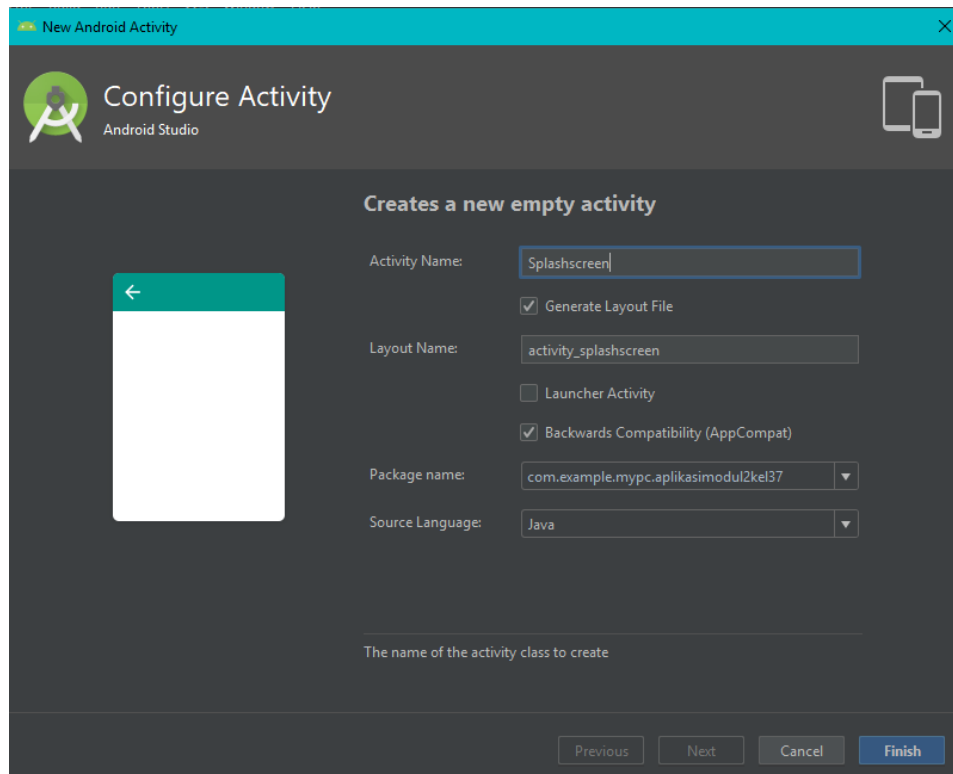 New Android Activity
Configure Activity
Android Studio
Creates a new empty activity
Activity Name:
Splashscreen
Generate Layout File
Layout Name:
activity_splashscreen
Launcher Activity
Backwards Compatibility (AppCompat)
Package name:
com.example.mypc.aplikasimodul2kel37
Source Language:
Java
The name of the activity class to create
Previous
Next
Cancel
Finish